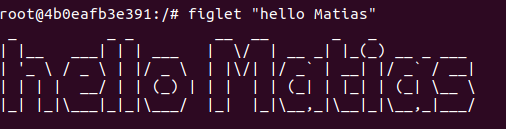 root@4b0eafb3e391:/# figlet "hello Matias"
hello Matias